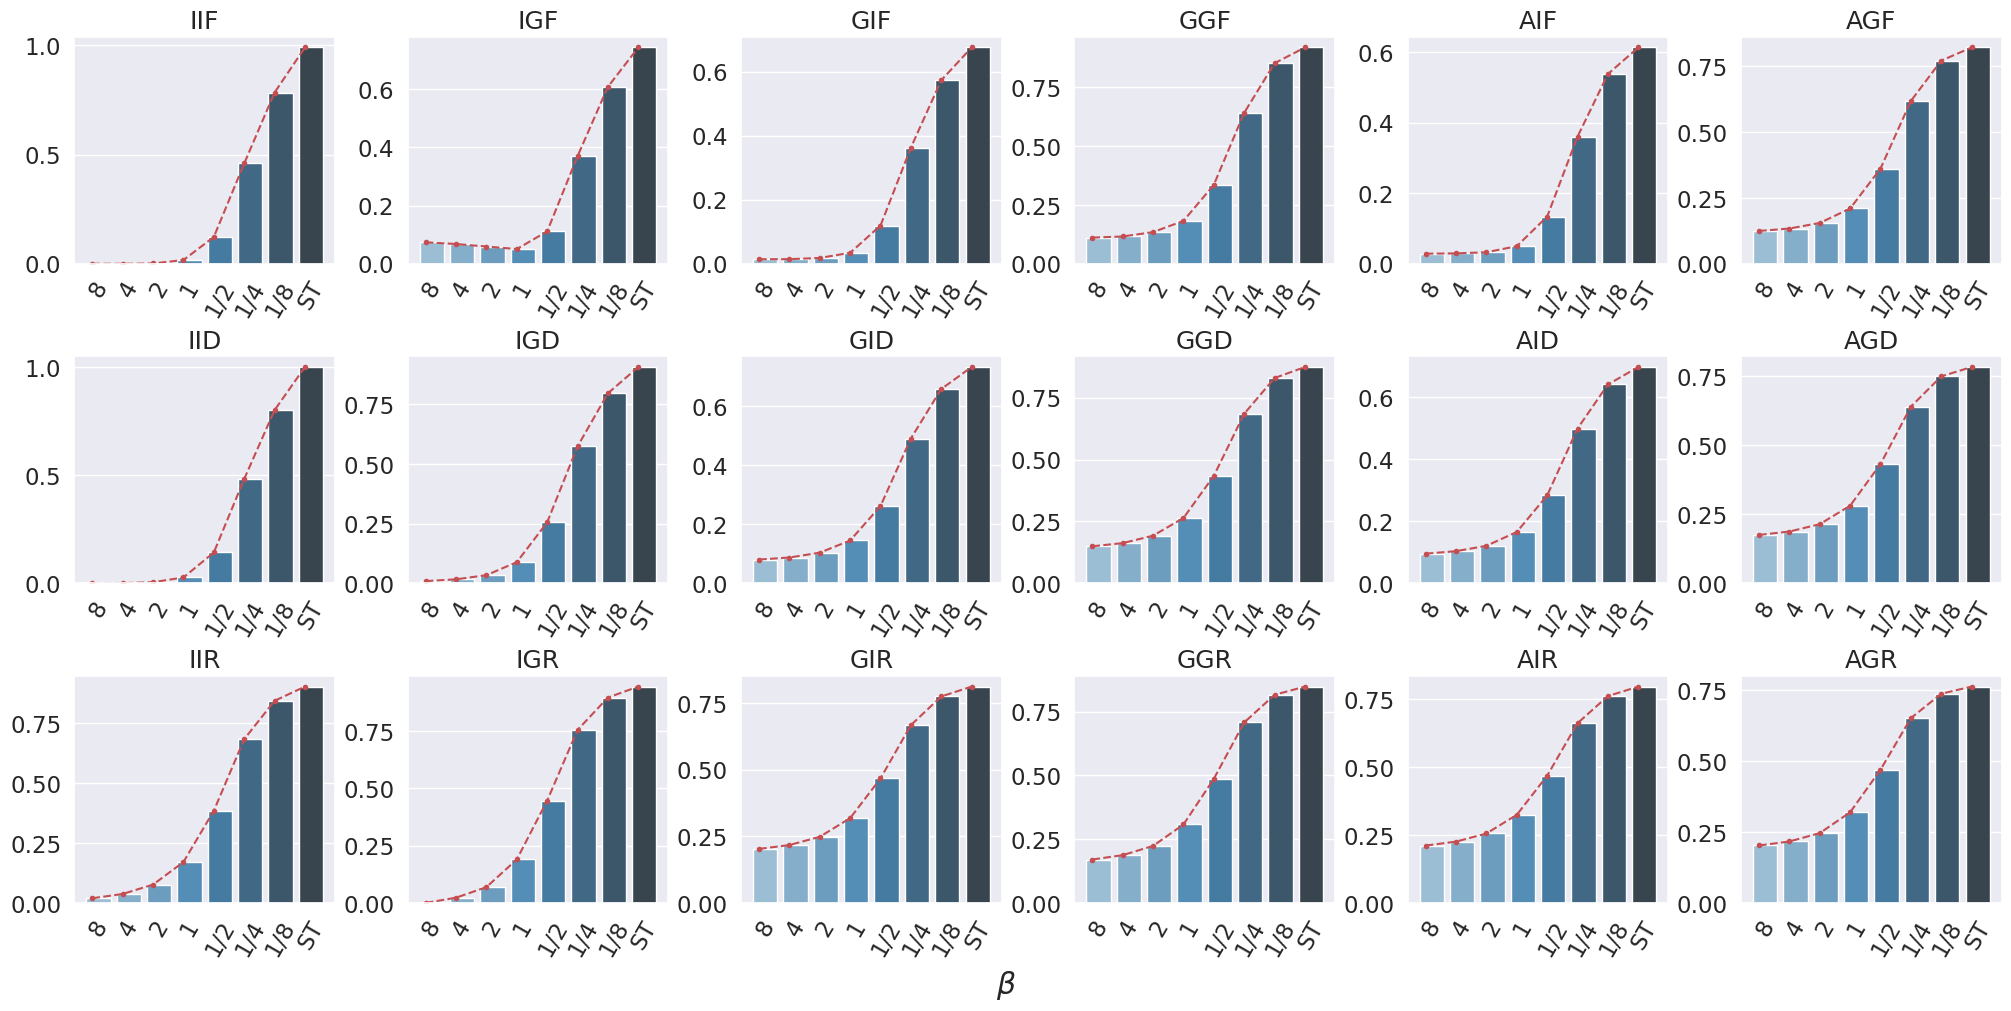 IIF IGF GIF GGF AIF AGF
1.0 0.5 0.0
0.6 0.4 0.2 0.0
0.6 0.4 0.2 0.0
0.75 0.50 0.25 0.00
0.6 0.4 0.2 0.0
0.75 0.50 0.25 0.00
8 4 2 1 1/2 1/4 1/8 ST
8 4 2 1 1/2 1/4 1/8 ST
8 4 2 1 1/2 1/4 1/8 ST
8 4 2 1 1/2 1/4 1/8 ST
8 4 2 1 1/2 1/4 1/8 ST
8 4 2 1 1/2 1/4 1/8 ST
IID IGD GID GGD AID AGD
1.0 0.5 0.0
0.75 0.50 0.25 0.00
0.6 0.4 0.2 0.0
0.75 0.50 0.25 0.00
0.6 0.4 0.2 0.0
0.75 0.50 0.25 0.00
8 4 2 1 1/2 1/4 1/8 ST
8 4 2 1 1/2 1/4 1/8 ST
8 4 2 1 1/2 1/4 1/8 ST
8 4 2 1 1/2 1/4 1/8 ST
8 4 2 1 1/2 1/4 1/8 ST
8 4 2 1 1/2 1/4 1/8 ST
IIR IGR GIR GGR AIR AGR
0.75 0.50 0.25 0.00
0.75 0.50 0.25 0.00
0.75 0.50 0.25 0.00
0.75 0.50 0.25 0.00
0.75 0.50 0.25 0.00
0.75 0.50 0.25 0.00
8 4 2 1 1/2 1/4 1/8 ST
8 4 2 1 1/2 1/4 1/8 ST
8 4 2 1 1/2 1/4 1/8 ST
8 4 2 1 1/2 1/4 1/8 ST
8 4 2 1 1/2 1/4 1/8 ST
8 4 2 1 1/2 1/4 1/8 ST
β